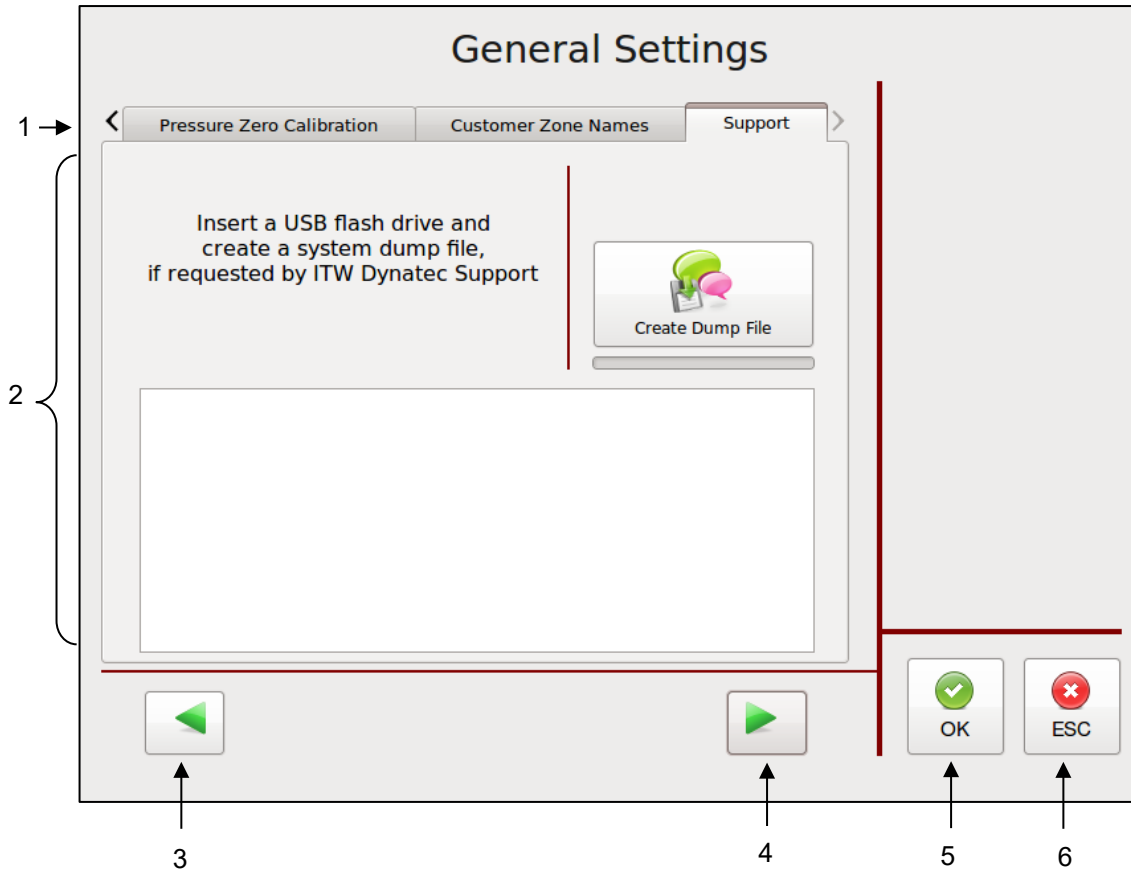 General Settings
1
Pressure Zero Calibration
Customer Zone Names
Support
2
Insert a USB flash drive and
create a system dump file,
if requested by ITW Dynatec Support
Create Dump File
OK
ESC
3
4
5
6